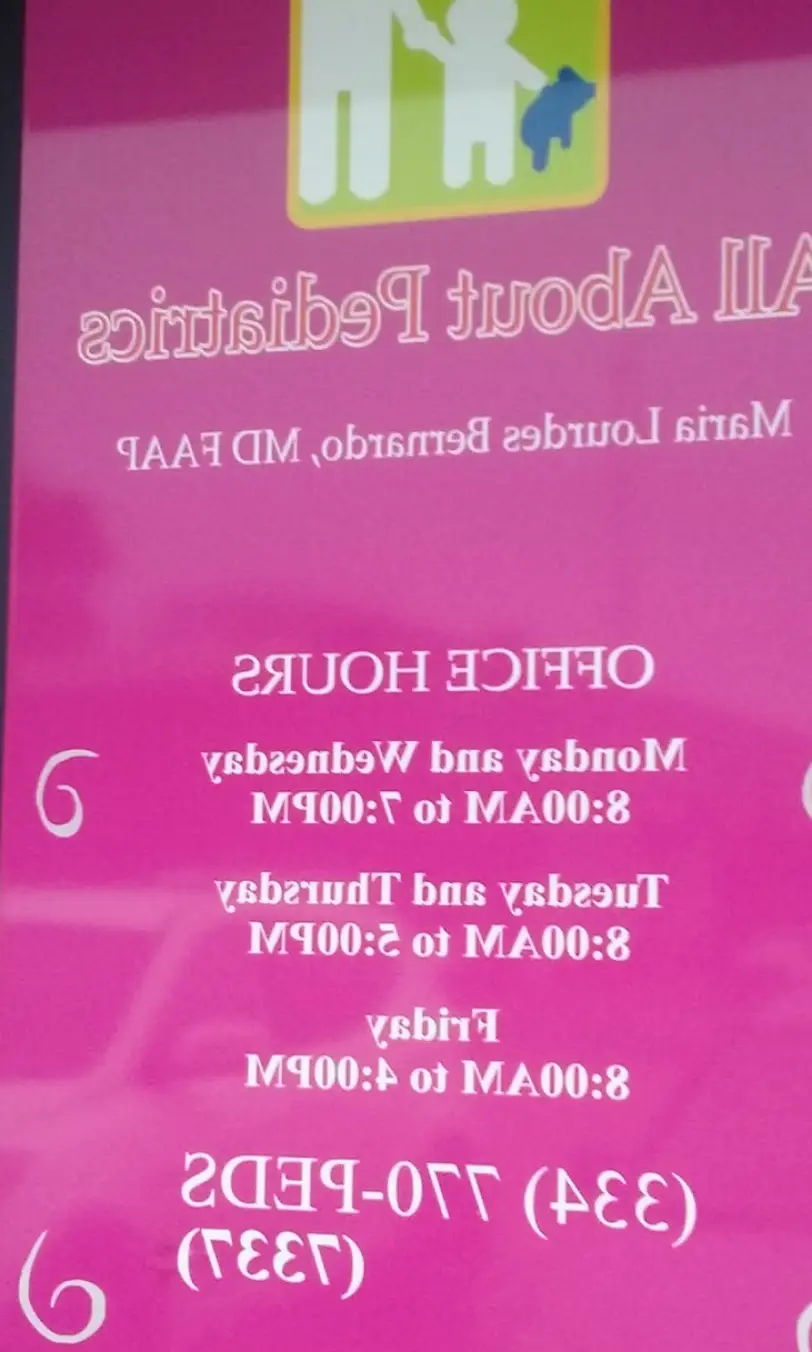 All About Pediatrics
Maria Lourdes Bernardo, MD FAAP
OFFICE HOURS
Monday and Wednesday
8:00AM to 7:00PM
Tuesday and Thursday
8:00AM to 5:00PM
Friday
8:00AM to 4:00PM
(334) 770-PEDS
(7337)